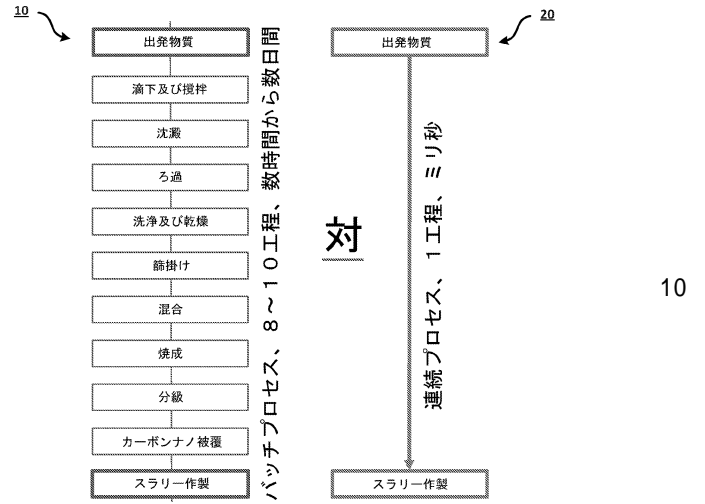 10
出発物質
滴下及び撹拌
沈澱
ろ過
洗浄及び乾燥
篩掛け
混合
焼成
分級
カーボンナノ被覆
スラリー作製
バッチプロセス、８～１０工程、数時間から数日間
対
20
出発物質
連続プロセス、１工程、ミリ秒
スラリー作製
10